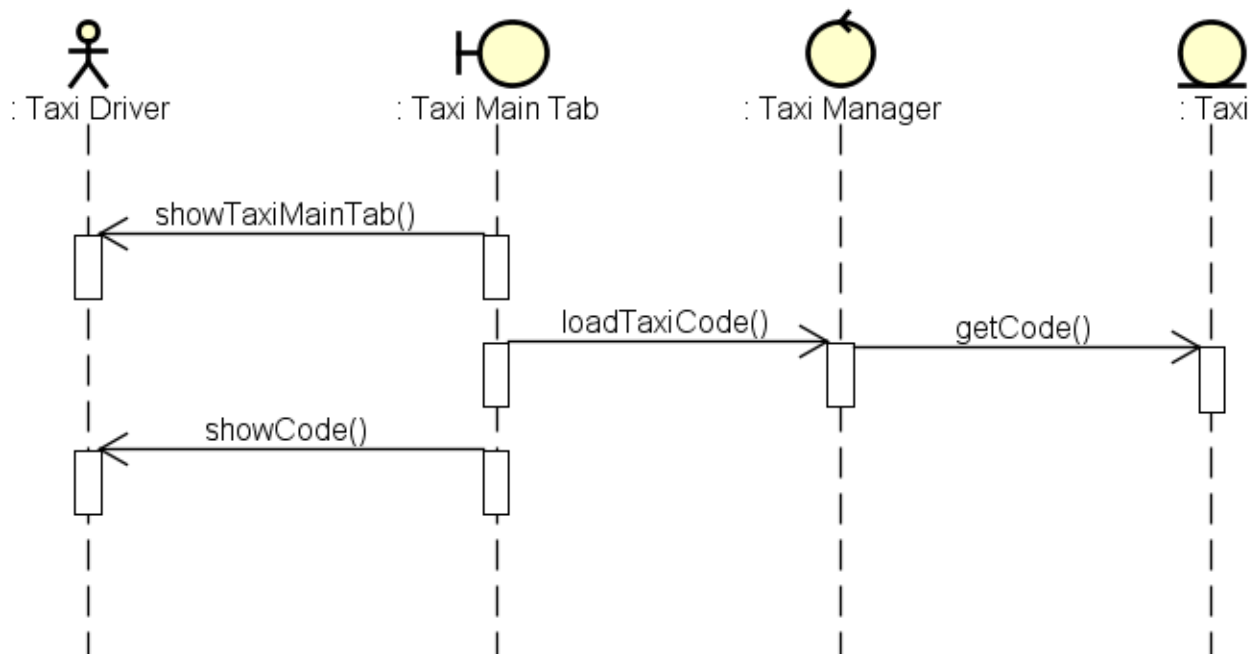 : Taxi Driver
: Taxi Main Tab
: Taxi Manager
: Taxi
showTaxiMainTab()
loadTaxiCode()
getCode()
showCode()